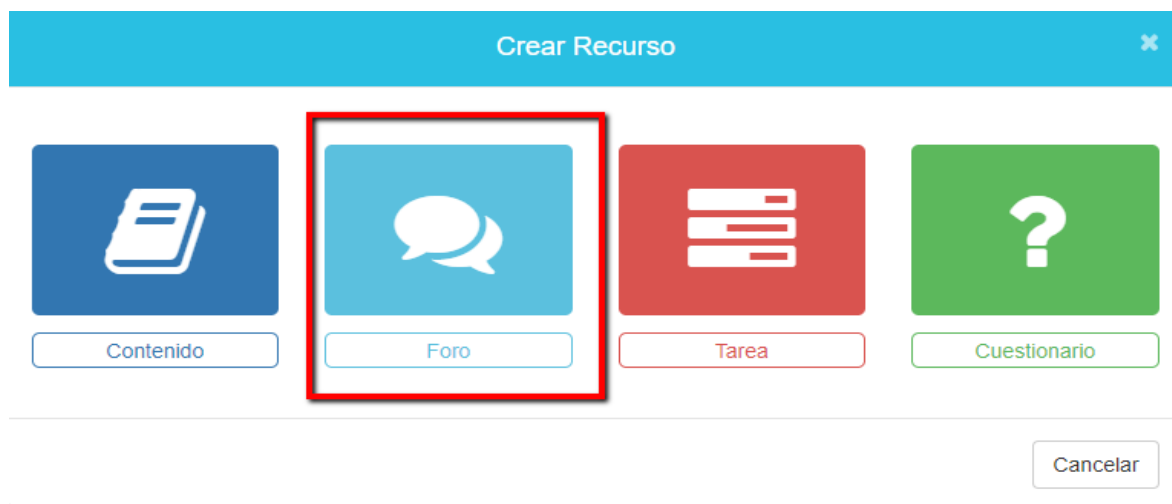 Crear Recurso
Contenido
Foro
Tarea
Cuestionario
Cancelar